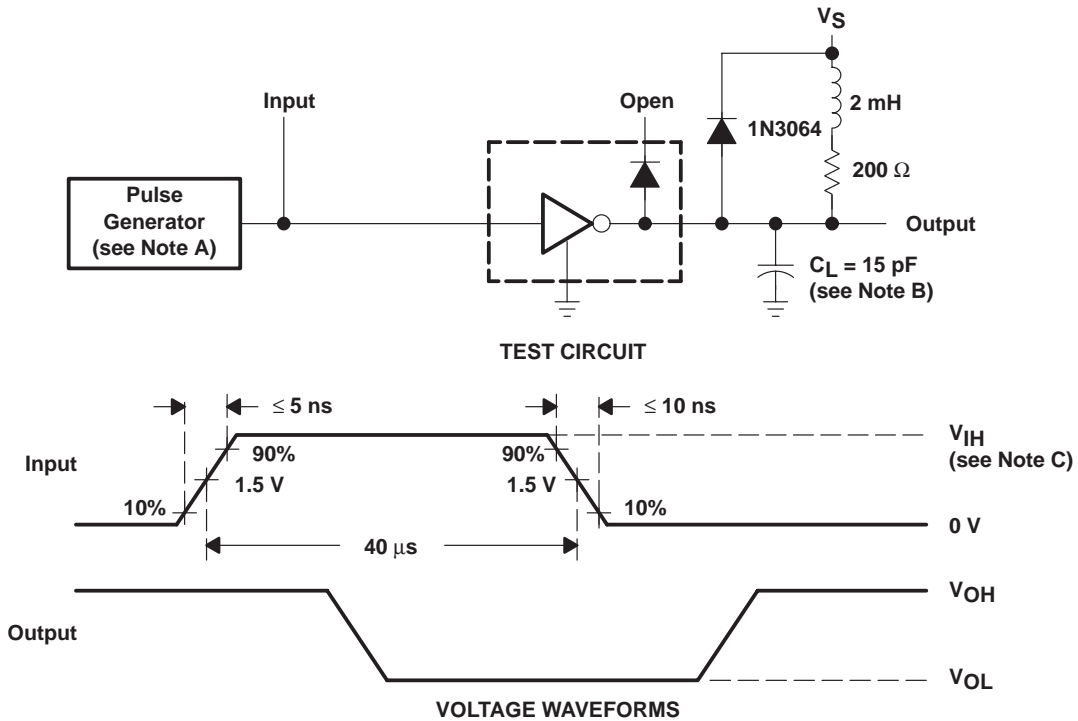 VS
Input
Open
2 mH
1N3064
200 Ω
Pulse
Generator
(see Note A)
Output
CL = 15 pF
(see Note B)
TEST CIRCUIT
≤ 5 ns
≤ 10 ns
VIH
(see Note C)
Input
90%
90%
1.5 V
1.5 V
10%
10%
0 V
40 μs
VOH
Output
VOL
VOLTAGE WAVEFORMS